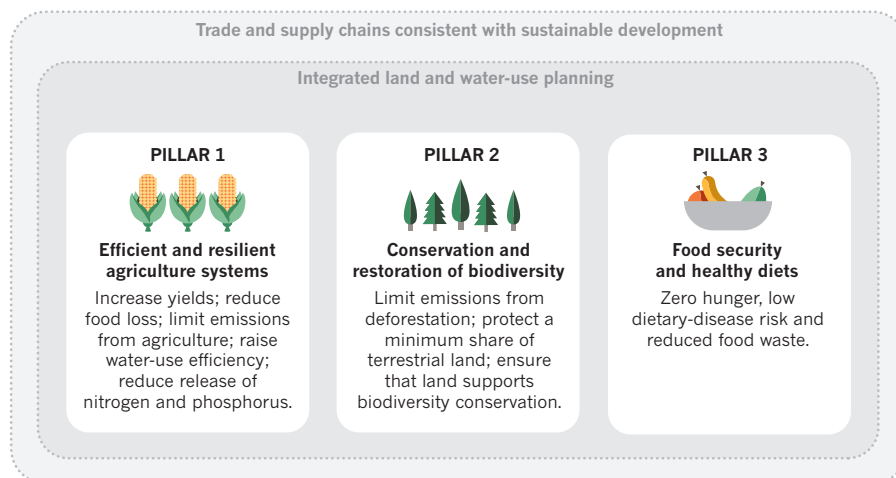 Trade and supply chains consistent with sustainable development
Integrated land and water-use planning
PILLAR 1
Efficient and resilient
agriculture systems
Increase yields; reduce
food loss; limit emissions
from agriculture; raise
water-use efficiency;
reduce release of
nitrogen and phosphorus.
PILLAR 2
Conservation and
restoration of biodiversity
Limit emissions from
deforestation; protect a
minimum share of
terrestrial land; ensure
that land supports
biodiversity conservation.
PILLAR 3
Food security
and healthy diets
Zero hunger, low
dietary-disease risk and
reduced food waste.